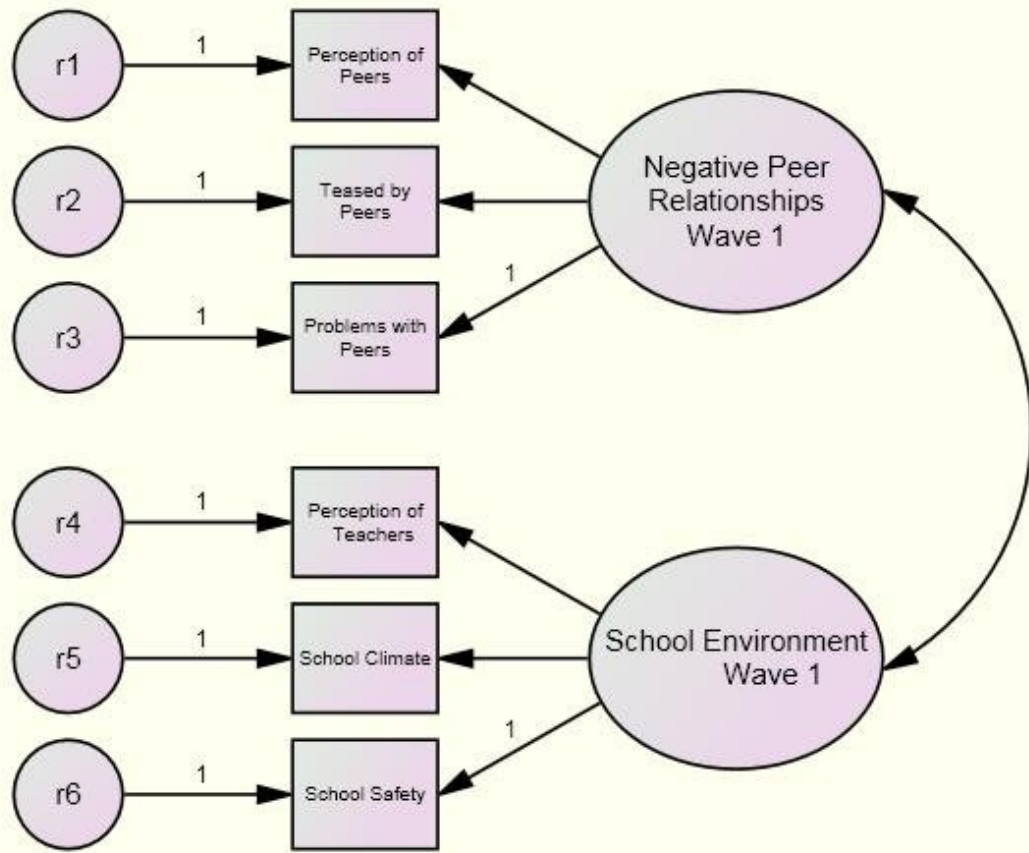 r1
1
Perception of
Peers
r2
1
Teased by
Peers
r3
1
Problems with
Peers
1
Negative Peer
Relationships
Wave 1
r4
1
Perception of
Teachers
r5
1
School Climate
r6
1
School Safety
1
School Environment
Wave 1